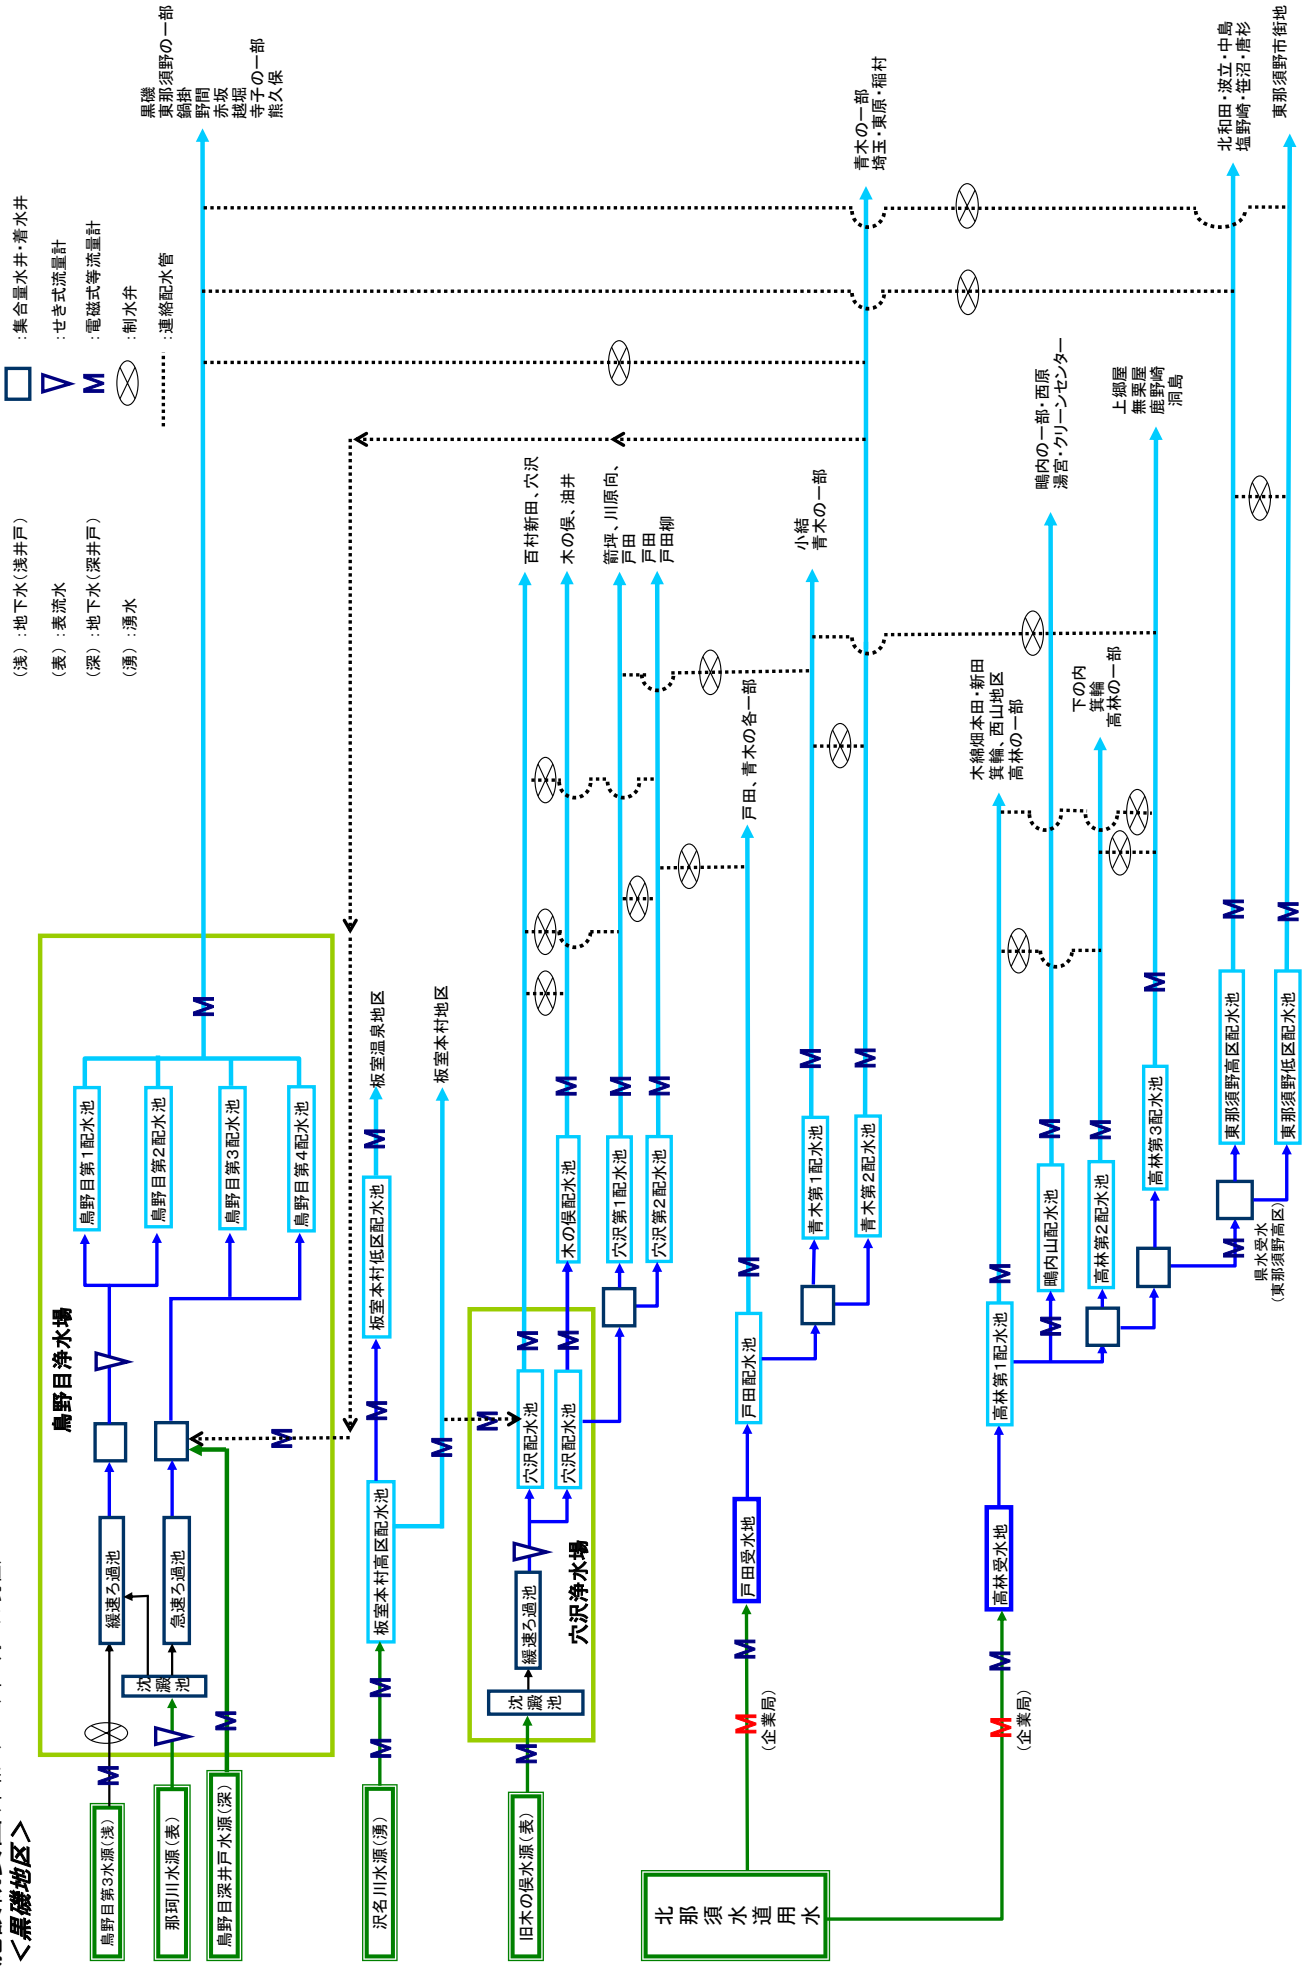 ＜黒磯地区＞
（浅）：地下水（浅井戸）
（表）：表流水
（深）：地下水（深井戸）
（湧）：湧水
：集合量水井・着水井
：せき式流量計
M
：電磁式等流量計
：制水弁
：連絡配水管
鳥野目浄水場
鳥野目第3水源（浅）
M
緩速ろ過池
鳥野目第1配水池
鳥野目第2配水池
那珂川水源（表）
沈澱池
急速ろ過池
鳥野目第3配水池
鳥野目第4配水池
M
黒磯
東那須野の一部
鍋掛
野間
赤坂
越堀
寺子の一部
熊久保
鳥野目深井戸水源（深）
M
M
沢名川水源（湧）
M
M
板室本村高区配水池
M
板室本村低区配水池
M
板室温泉地区
M
板室本村地区
穴沢浄水場
旧木の俣水源（表）
M
沈澱池
緩速ろ過池
M
穴沢配水池
M
百村新田、穴沢
穴沢配水池
M
木の俣配水池
M
木の俣、油井
穴沢第1配水池
M
箭坪、川原向、
戸田
穴沢第2配水池
M
戸田
戸田柳
北那須水道用水
M
（企業局）
M
戸田受水地
戸田配水池
M
戸田、青木の各一部
青木第1配水池
M
小結
青木の一部
青木第2配水池
M
青木の一部
埼玉・東原・稲村
M
（企業局）
M
高林受水地
高林第1配水池
M
木綿畑本田・新田
箕輪、西山地区
高林の一部
M
鴫内山配水池
M
鴫内の一部・西原
湯宮・クリーンセンター
高林第2配水池
M
下の内
箕輪
高林の一部
高林第3配水池
M
上郷屋
無栗屋
鹿野崎
洞島
M
県水受水
（東那須野高区）
東那須野高区配水池
M
北和田・波立・中島
塩野崎・笹沼・唐杉
東那須野低区配水池
M
東那須野市街地